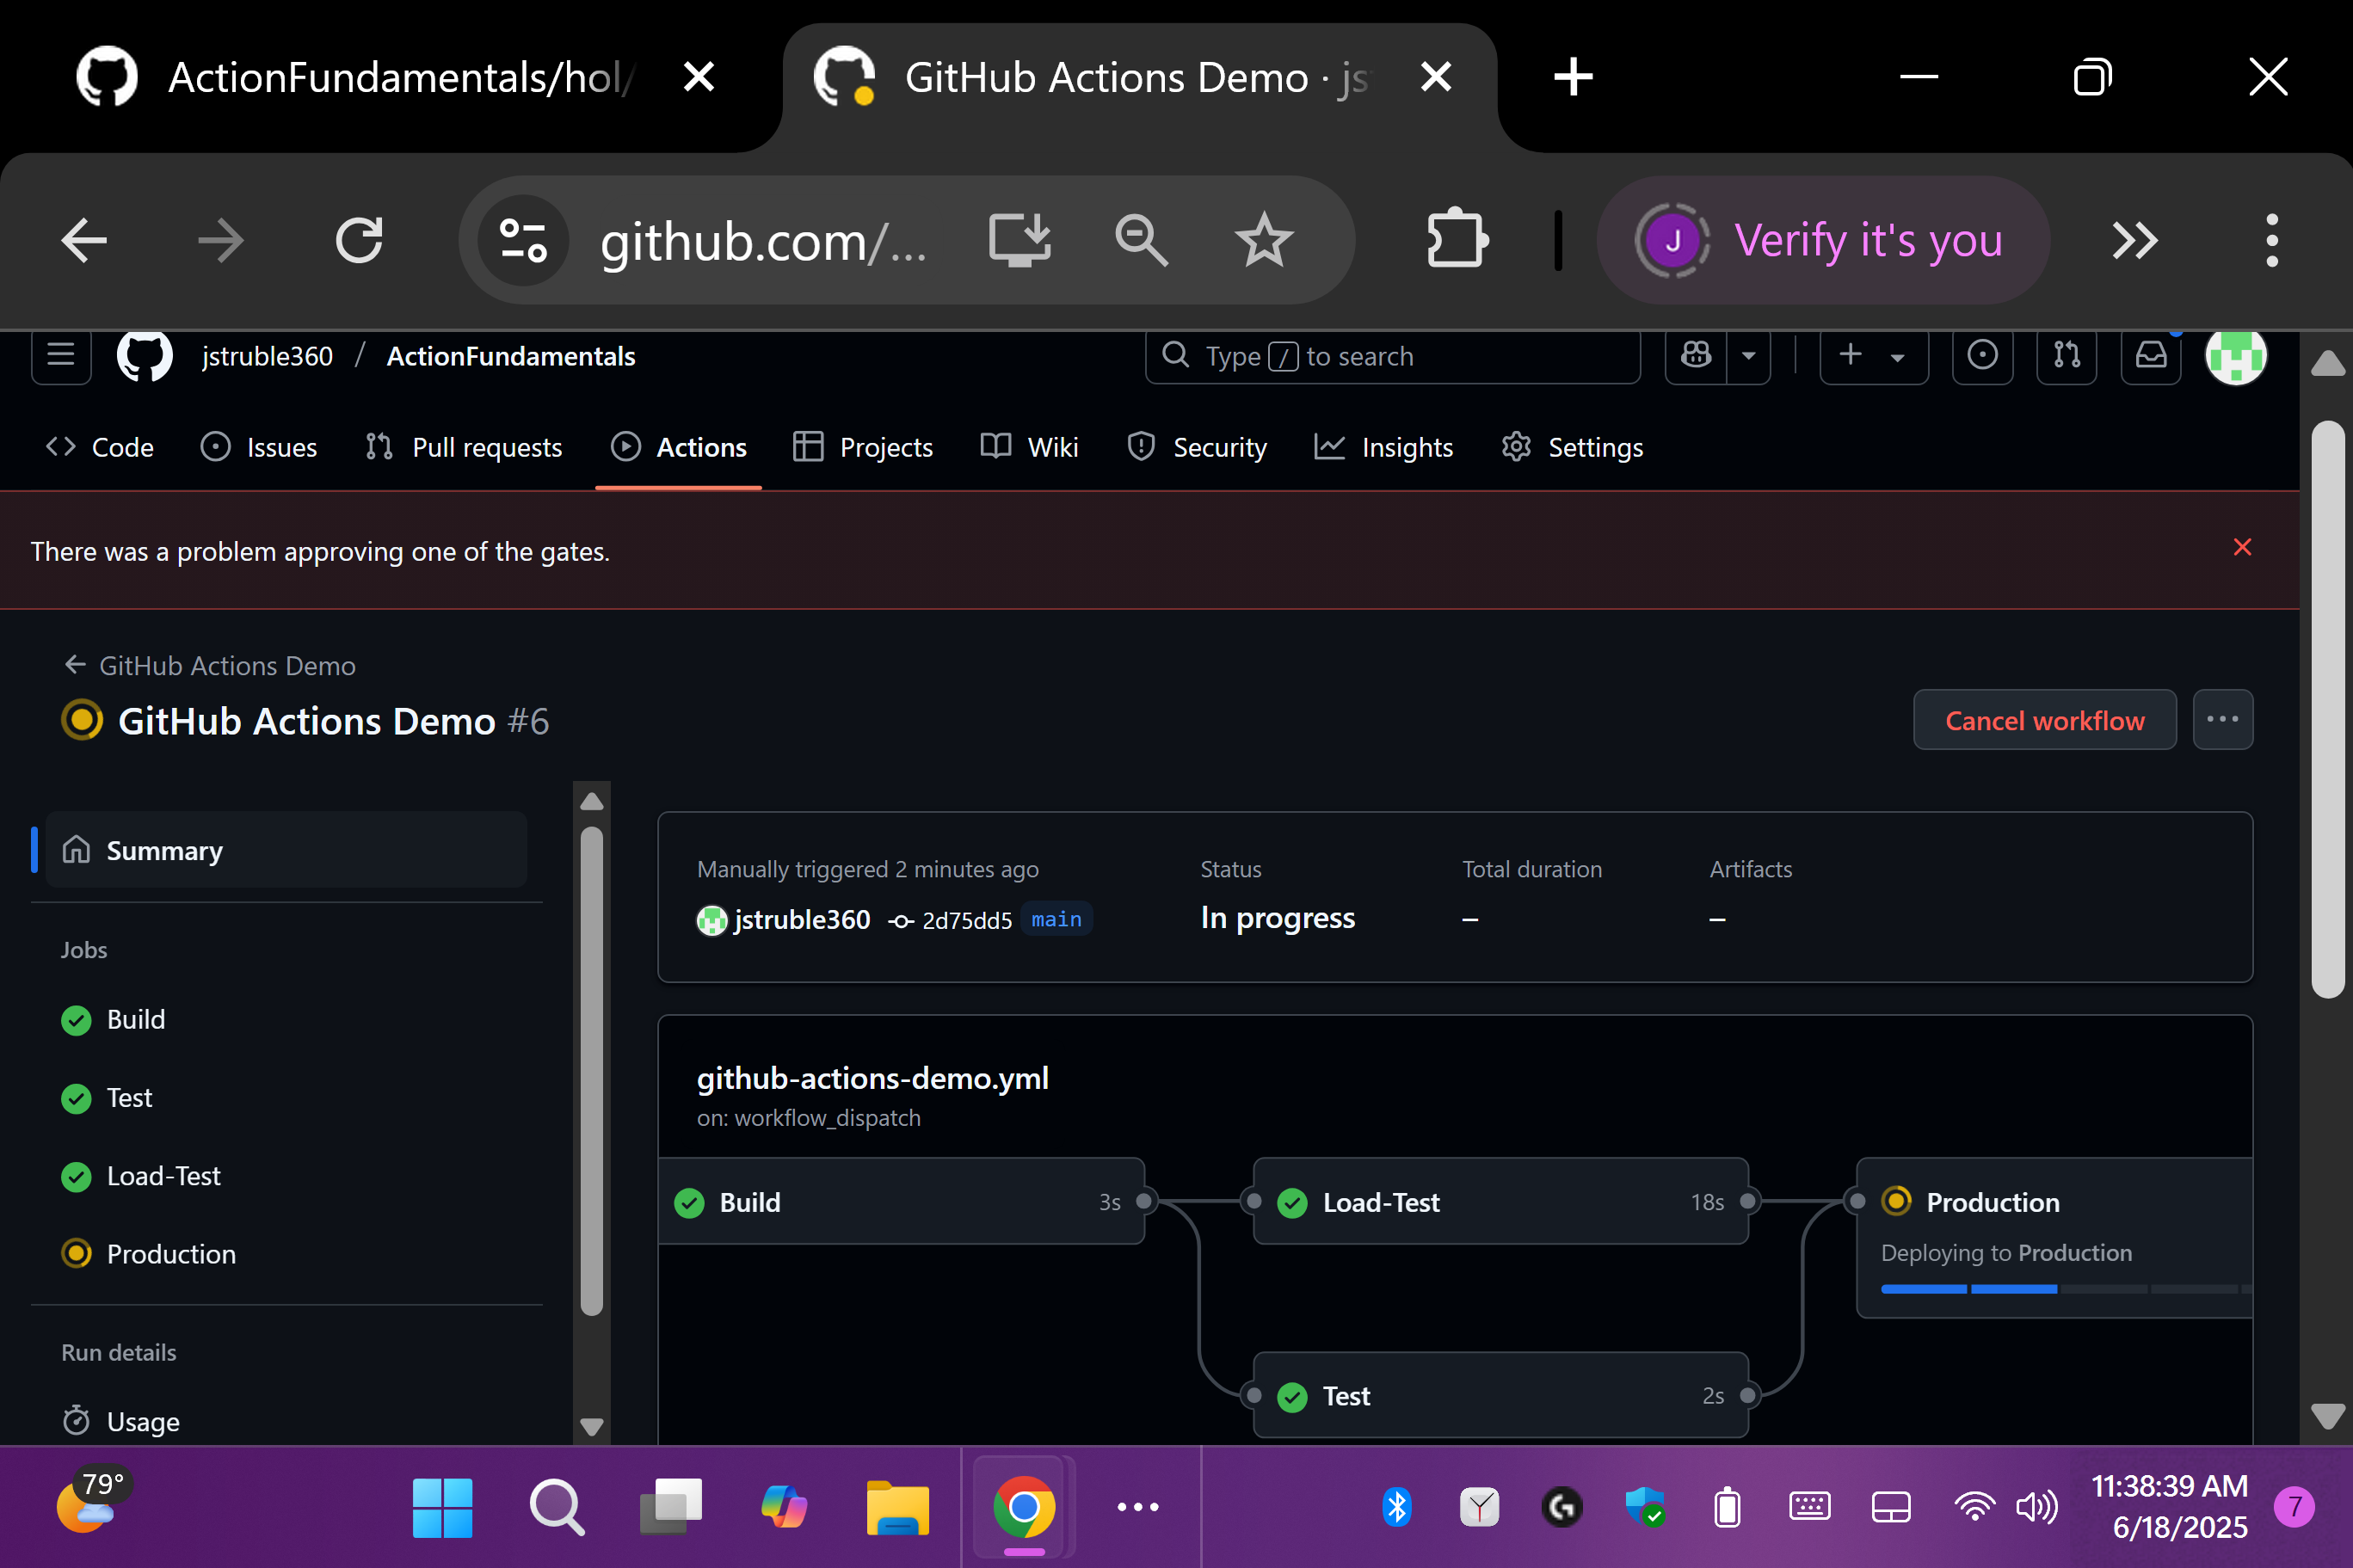 ActionFundamentals/hol/
GitHub Actions Demo · js
github.com/...
J
Verify it's you
jstruble360 / ActionFundamentals
Type / to search
Code
Issues
Pull requests
Actions
Projects
Wiki
Security
Insights
Settings
There was a problem approving one of the gates.
GitHub Actions Demo
GitHub Actions Demo #6
Cancel workflow
Summary
Jobs
Build
Test
Load-Test
Production
Run details
Usage
Manually triggered 2 minutes ago
jstruble360 2d75dd5 main
Status
In progress
Total duration
–
Artifacts
–
github-actions-demo.yml
on: workflow_dispatch
Build 3s
Load-Test 18s
Production
Deploying to Production
Test 2s
79°
11:38:39 AM
6/18/2025
7